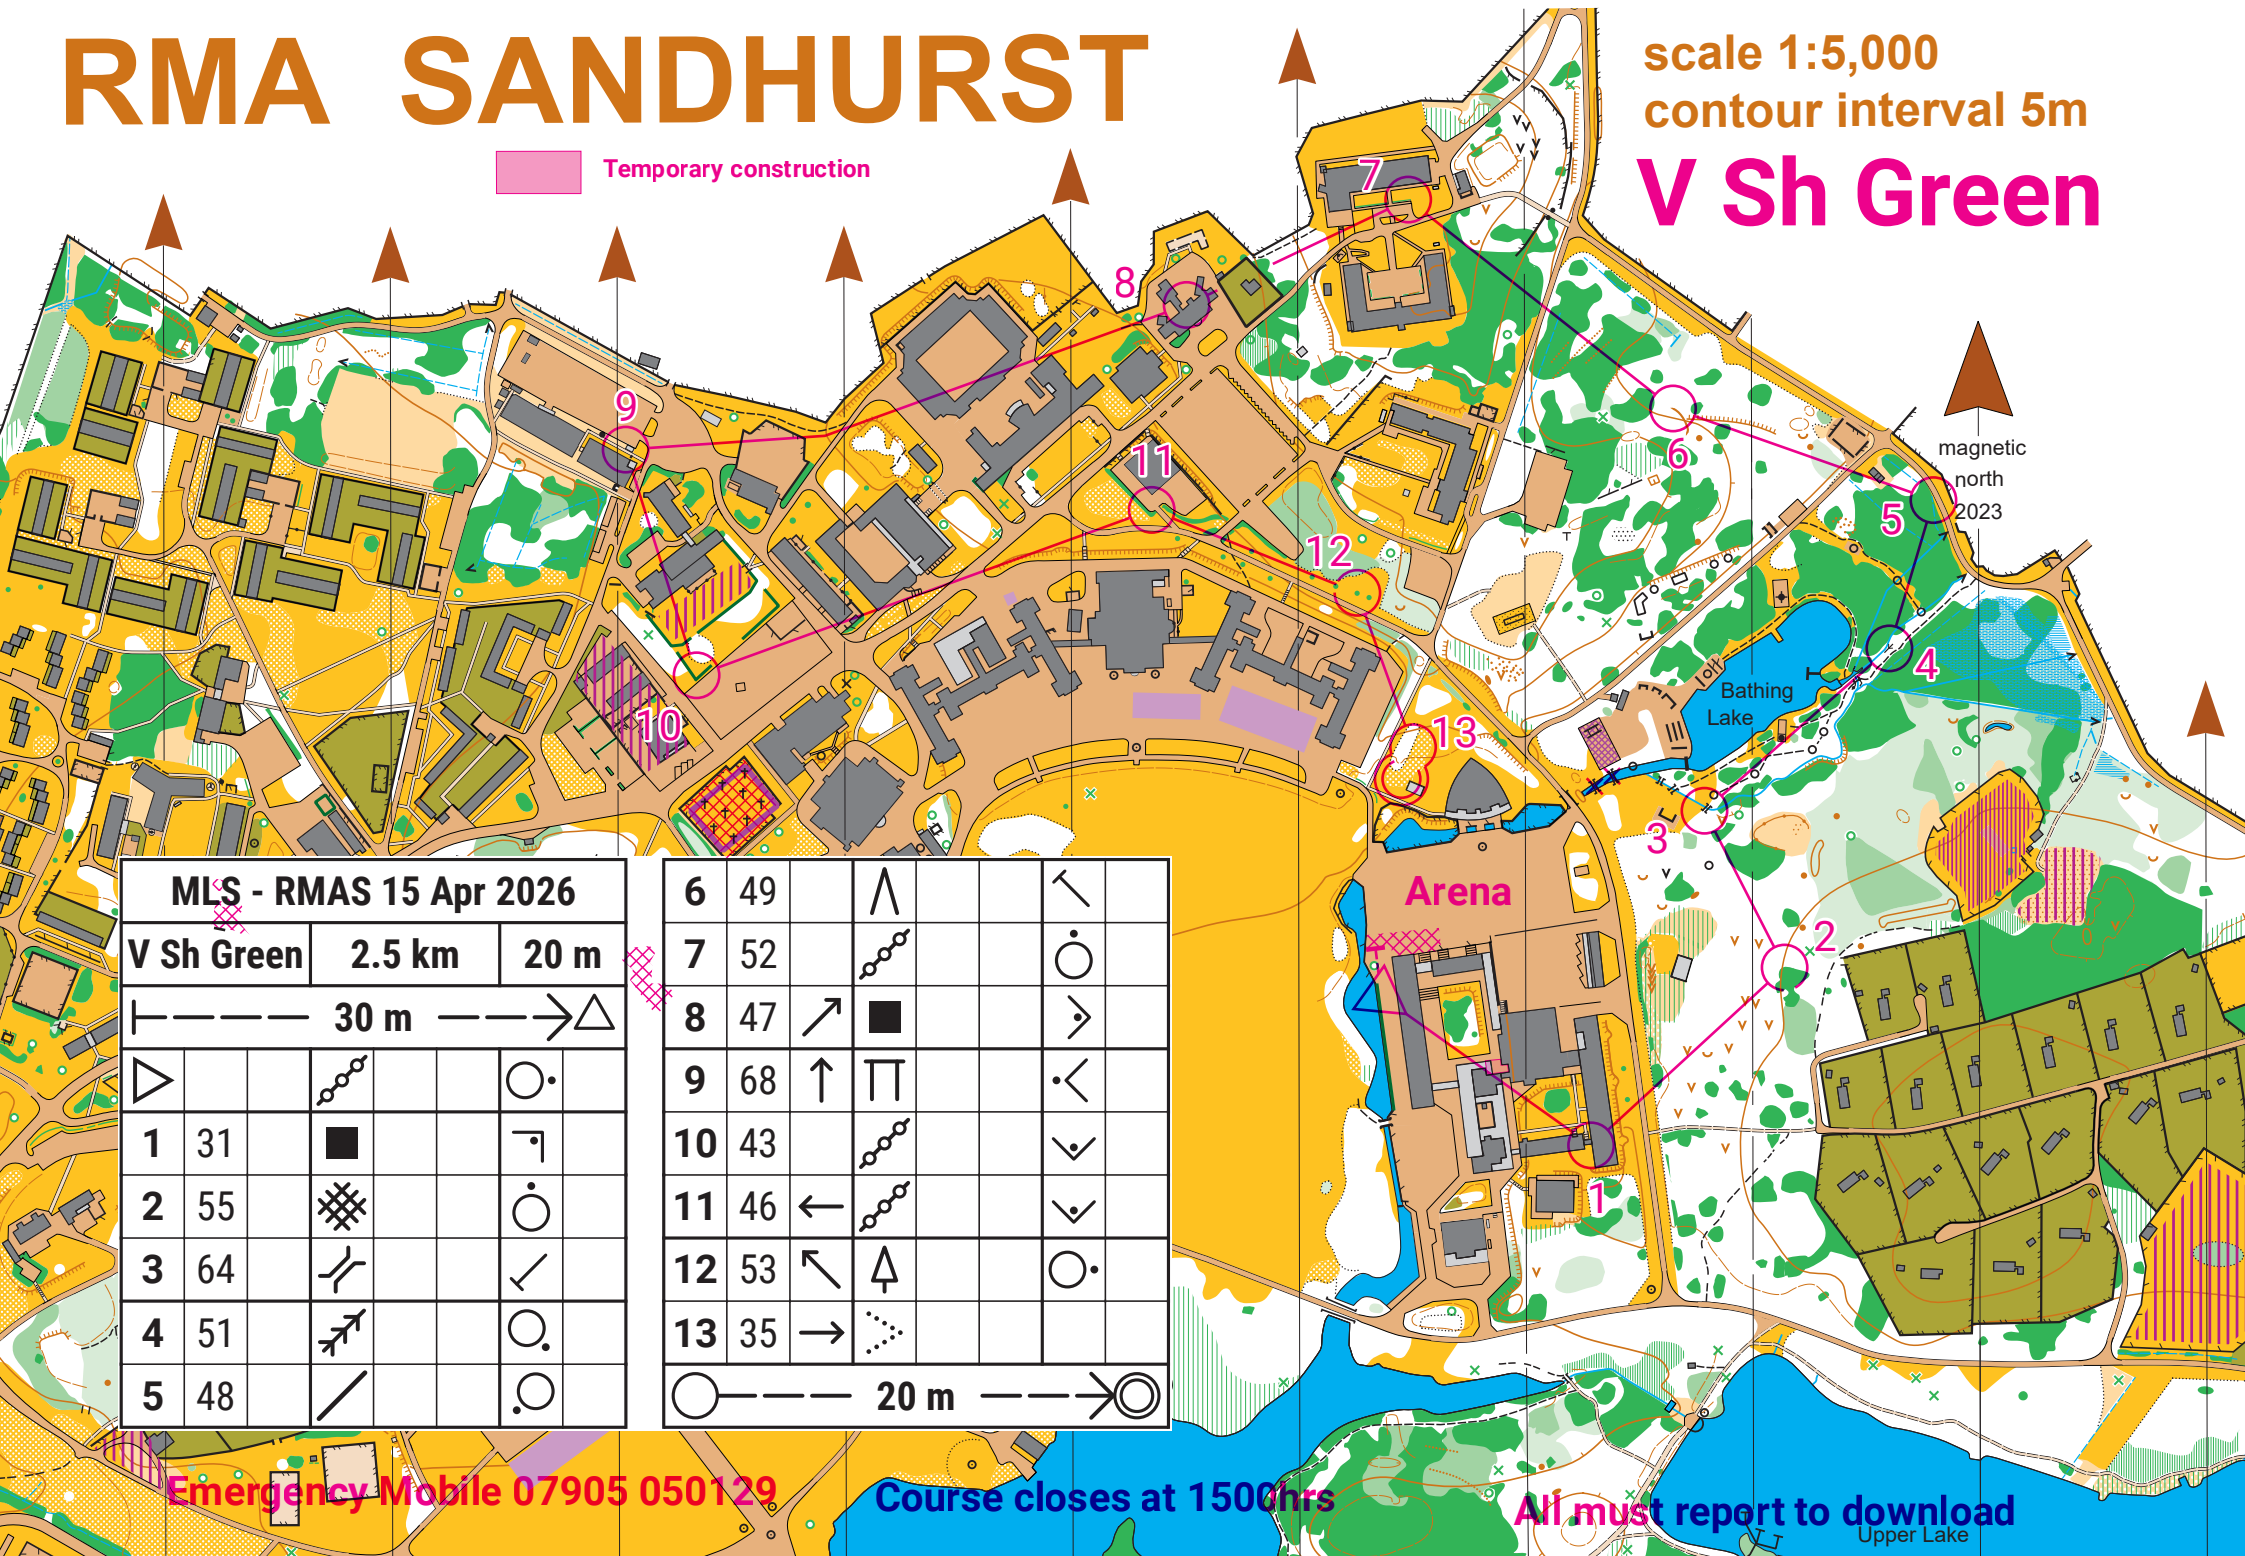 RMA SANDHURST
scale 1:5,000
contour interval 5m
V Sh Green
Temporary construction
magnetic
north
2023
7
8
9
6
5
11
12
4
10
13
3
2
1
Bathing
Lake
Arena
MLS - RMAS 15 Apr 2026
V Sh Green 2.5 km 20 m
30 m
1 31
2 55
3 64
4 51
5 48
6 49
7 52
8 47
9 68
10 43
11 46
12 53
13 35
20 m
Emergency Mobile 07905 050129
Course closes at 1500hrs
All must report to download
Upper Lake